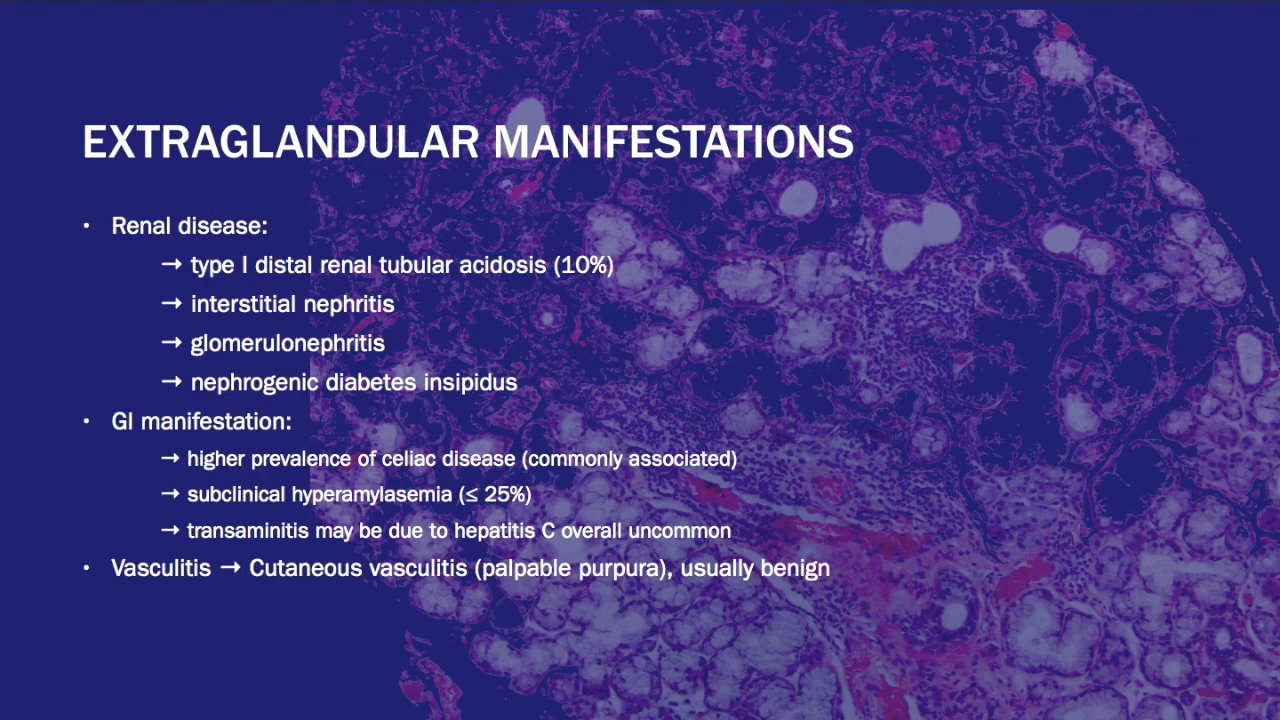 EXTRAGLANDULAR MANIFESTATIONS
• Renal disease:
→ type I distal renal tubular acidosis (10%)
→ interstitial nephritis
→ glomerulonephritis
→ nephrogenic diabetes insipidus
• GI manifestation:
→ higher prevalence of celiac disease (commonly associated)
→ subclinical hyperamylasemia (≤ 25%)
→ transaminitis may be due to hepatitis C overall uncommon
• Vasculitis → Cutaneous vasculitis (palpable purpura), usually benign